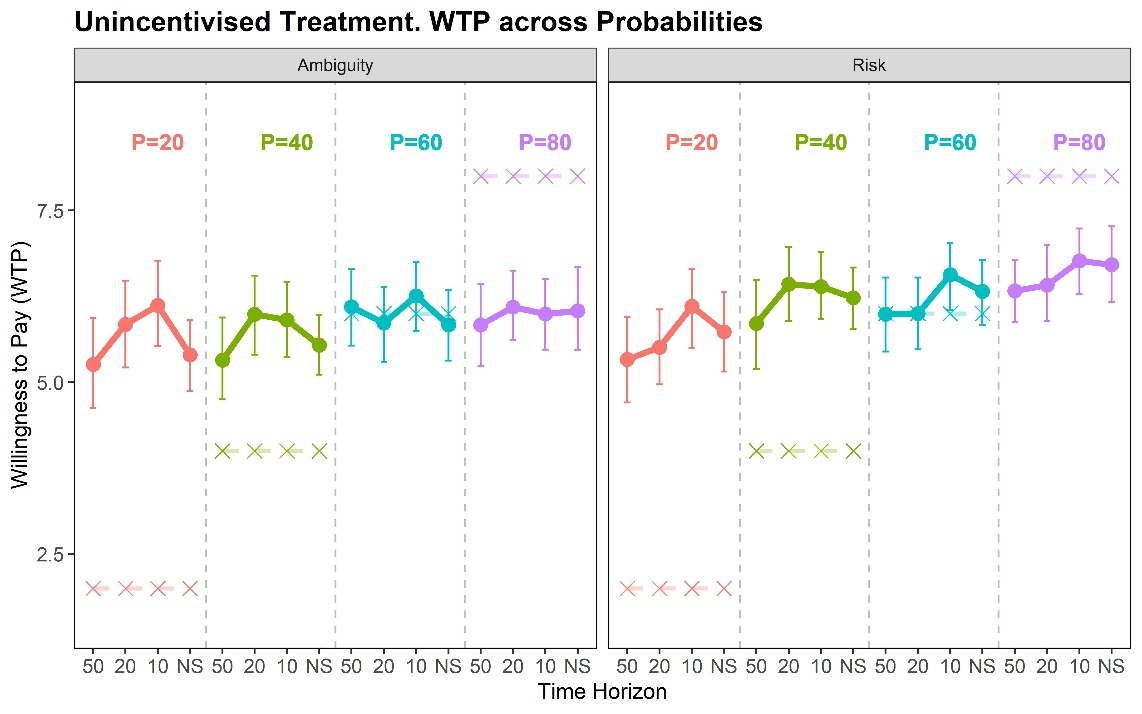 Unincentivised Treatment. WTP across Probabilities
Ambiguity
Risk
P=20 P=40 P=60 P=80
P=20 P=40 P=60 P=80
Willingness to Pay (WTP)
7.5
5.0
2.5
50 20 10 NS 50 20 10 NS 50 20 10 NS 50 20 10 NS
50 20 10 NS 50 20 10 NS 50 20 10 NS 50 20 10 NS
Time Horizon